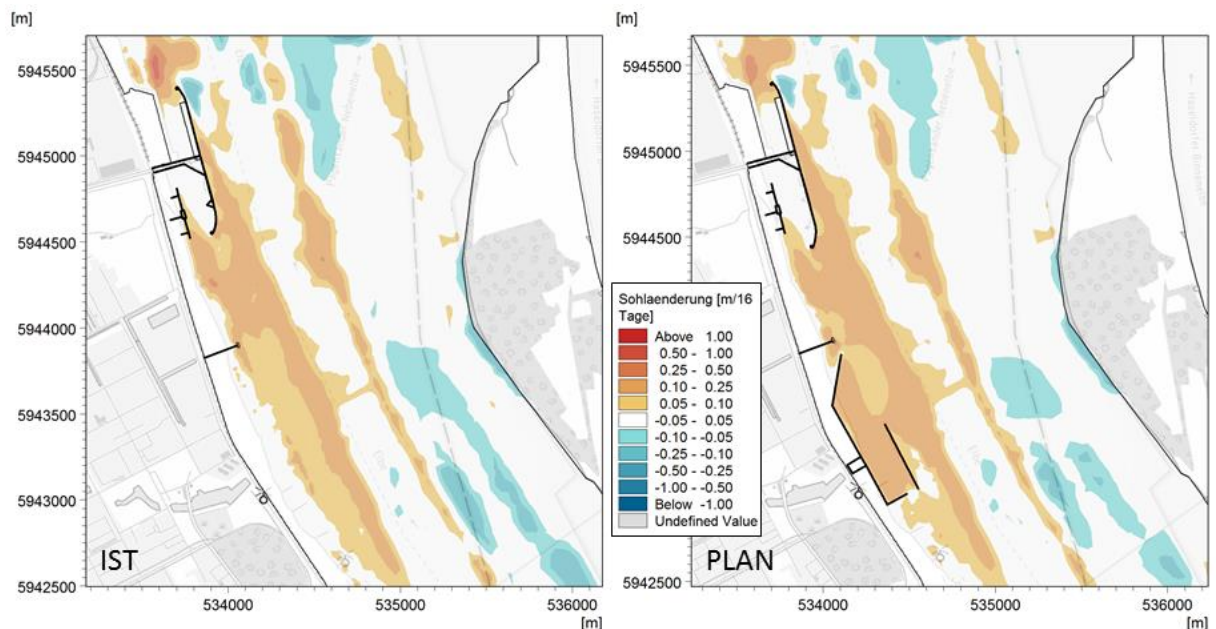 [m]
5945500
5945000
5944500
5944000
5943500
5943000
5942500
IST
534000
535000
536000
[m]
Sohlaenderung [m/16
Tage]
Above 1.00
0.50 - 1.00
0.25 - 0.50
0.10 - 0.25
0.05 - 0.10
-0.05 - 0.05
-0.10 - -0.05
-0.25 - -0.10
-0.50 - -0.25
-1.00 - -0.50
Below -1.00
Undefined Value
[m]
5945500
5945000
5944500
5944000
5943500
5943000
5942500
PLAN
534000
535000
536000
[m]